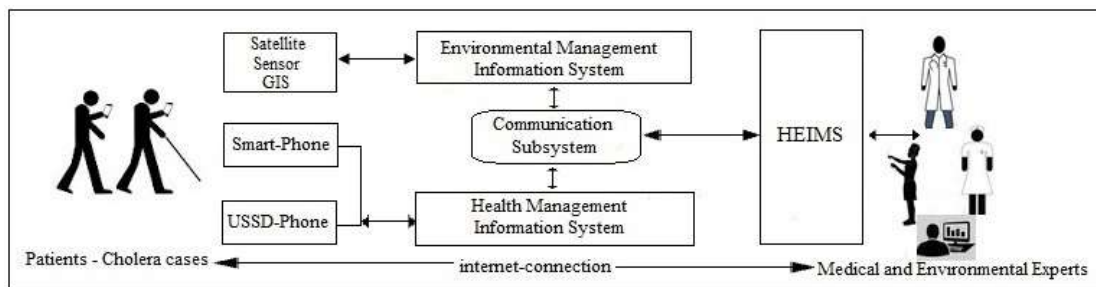 Satellite
Sensor
GIS
Environmental Management
Information System
Smart-Phone
Communication
Subsystem
HEIMS
USSD-Phone
Health Management
Information System
Patients - Cholera cases
internet-connection
Medical and Environmental Experts